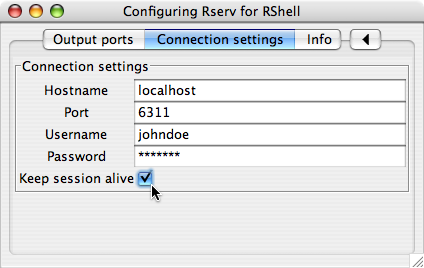 Configuring Rserv for RShell
Output ports Connection settings Info
Connection settings
Hostname localhost
Port 6311
Username johndoe
Password *******
Keep session alive